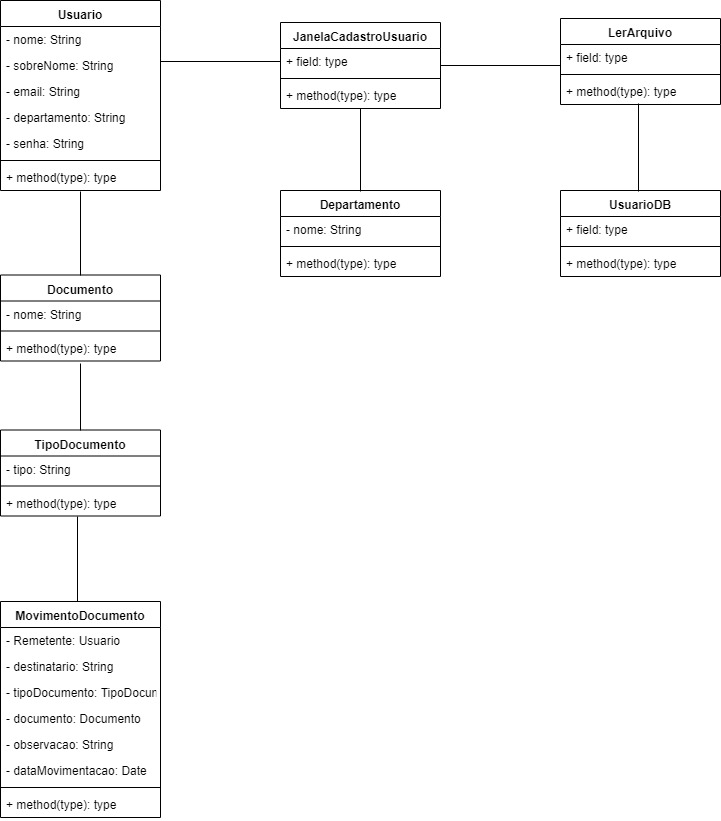 Usuario
- nome: String
- sobreNome: String
- email: String
- departamento: String
- senha: String
+ method(type): type
JanelaCadastroUsuario
+ field: type
+ method(type): type
LerArquivo
+ field: type
+ method(type): type
Departamento
- nome: String
+ method(type): type
UsuarioDB
+ field: type
+ method(type): type
Documento
- nome: String
+ method(type): type
TipoDocumento
- tipo: String
+ method(type): type
MovimentoDocumento
- Remetente: Usuario
- destinatario: String
- tipoDocumento: TipoDocum
- documento: Documento
- observacao: String
- dataMovimentacao: Date
+ method(type): type